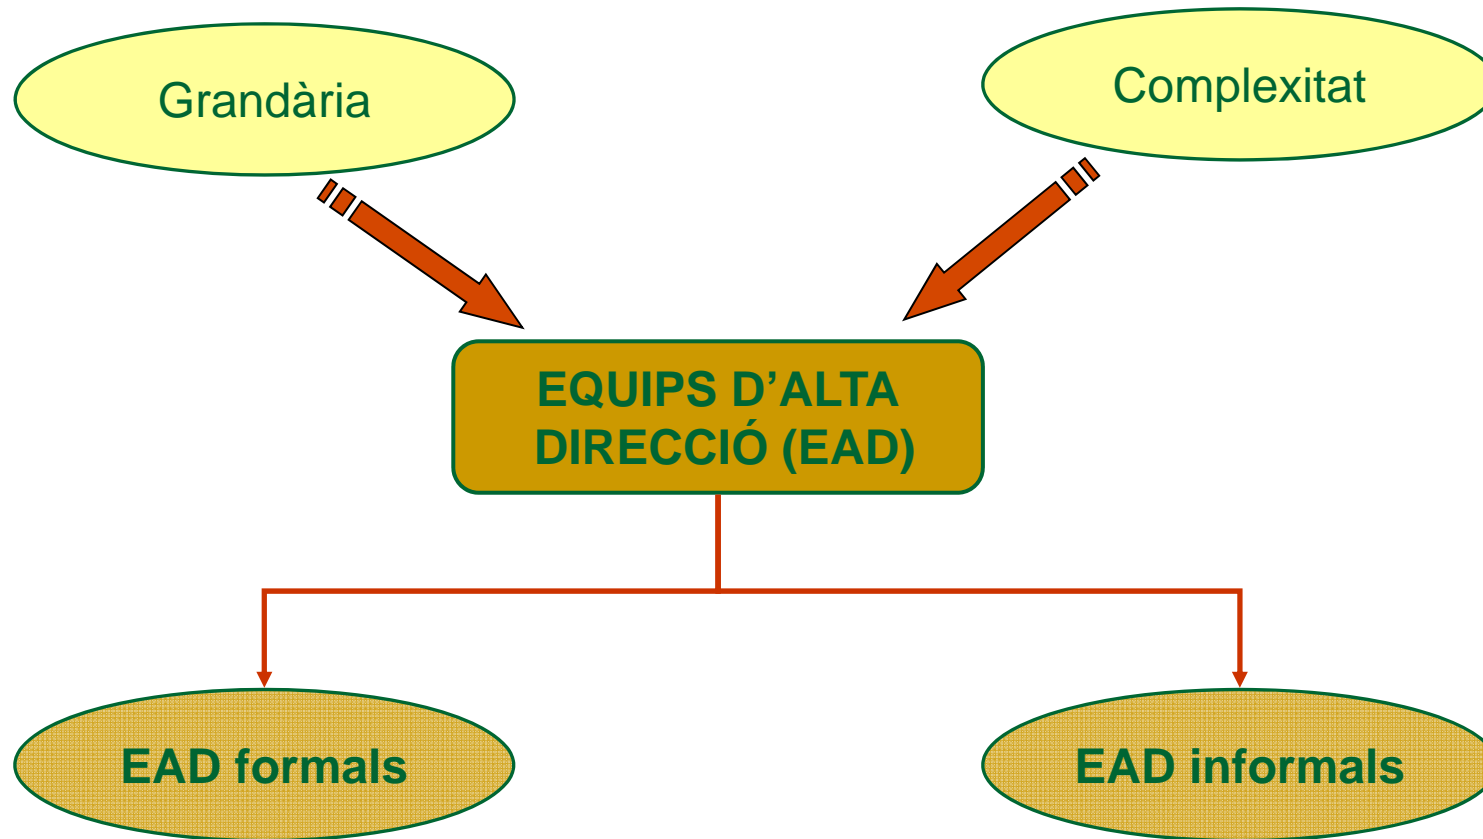 Grandària
Complexitat
EQUIPS D’ALTA
DIRECCIÓ (EAD)
EAD formals
EAD informals